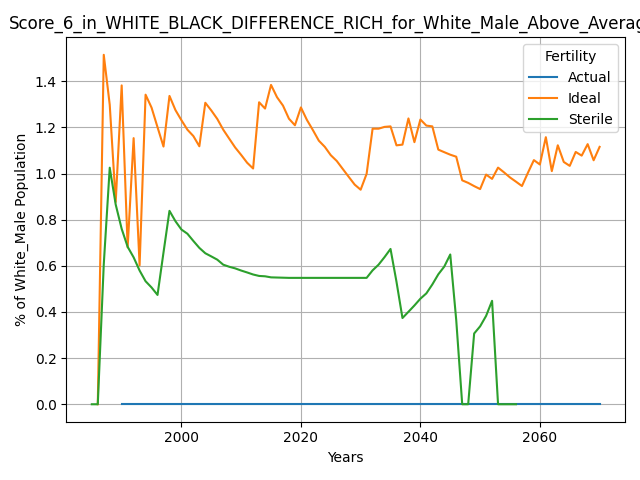 Score_6_in_WHITE_BLACK_DIFFERENCE_RICH_for_White_Male_Above_Averag
Fertility
Actual
Ideal
Sterile
% of White_Male Population
1.4
1.2
1.0
0.8
0.6
0.4
0.2
0.0
2000 2020 2040 2060
Years